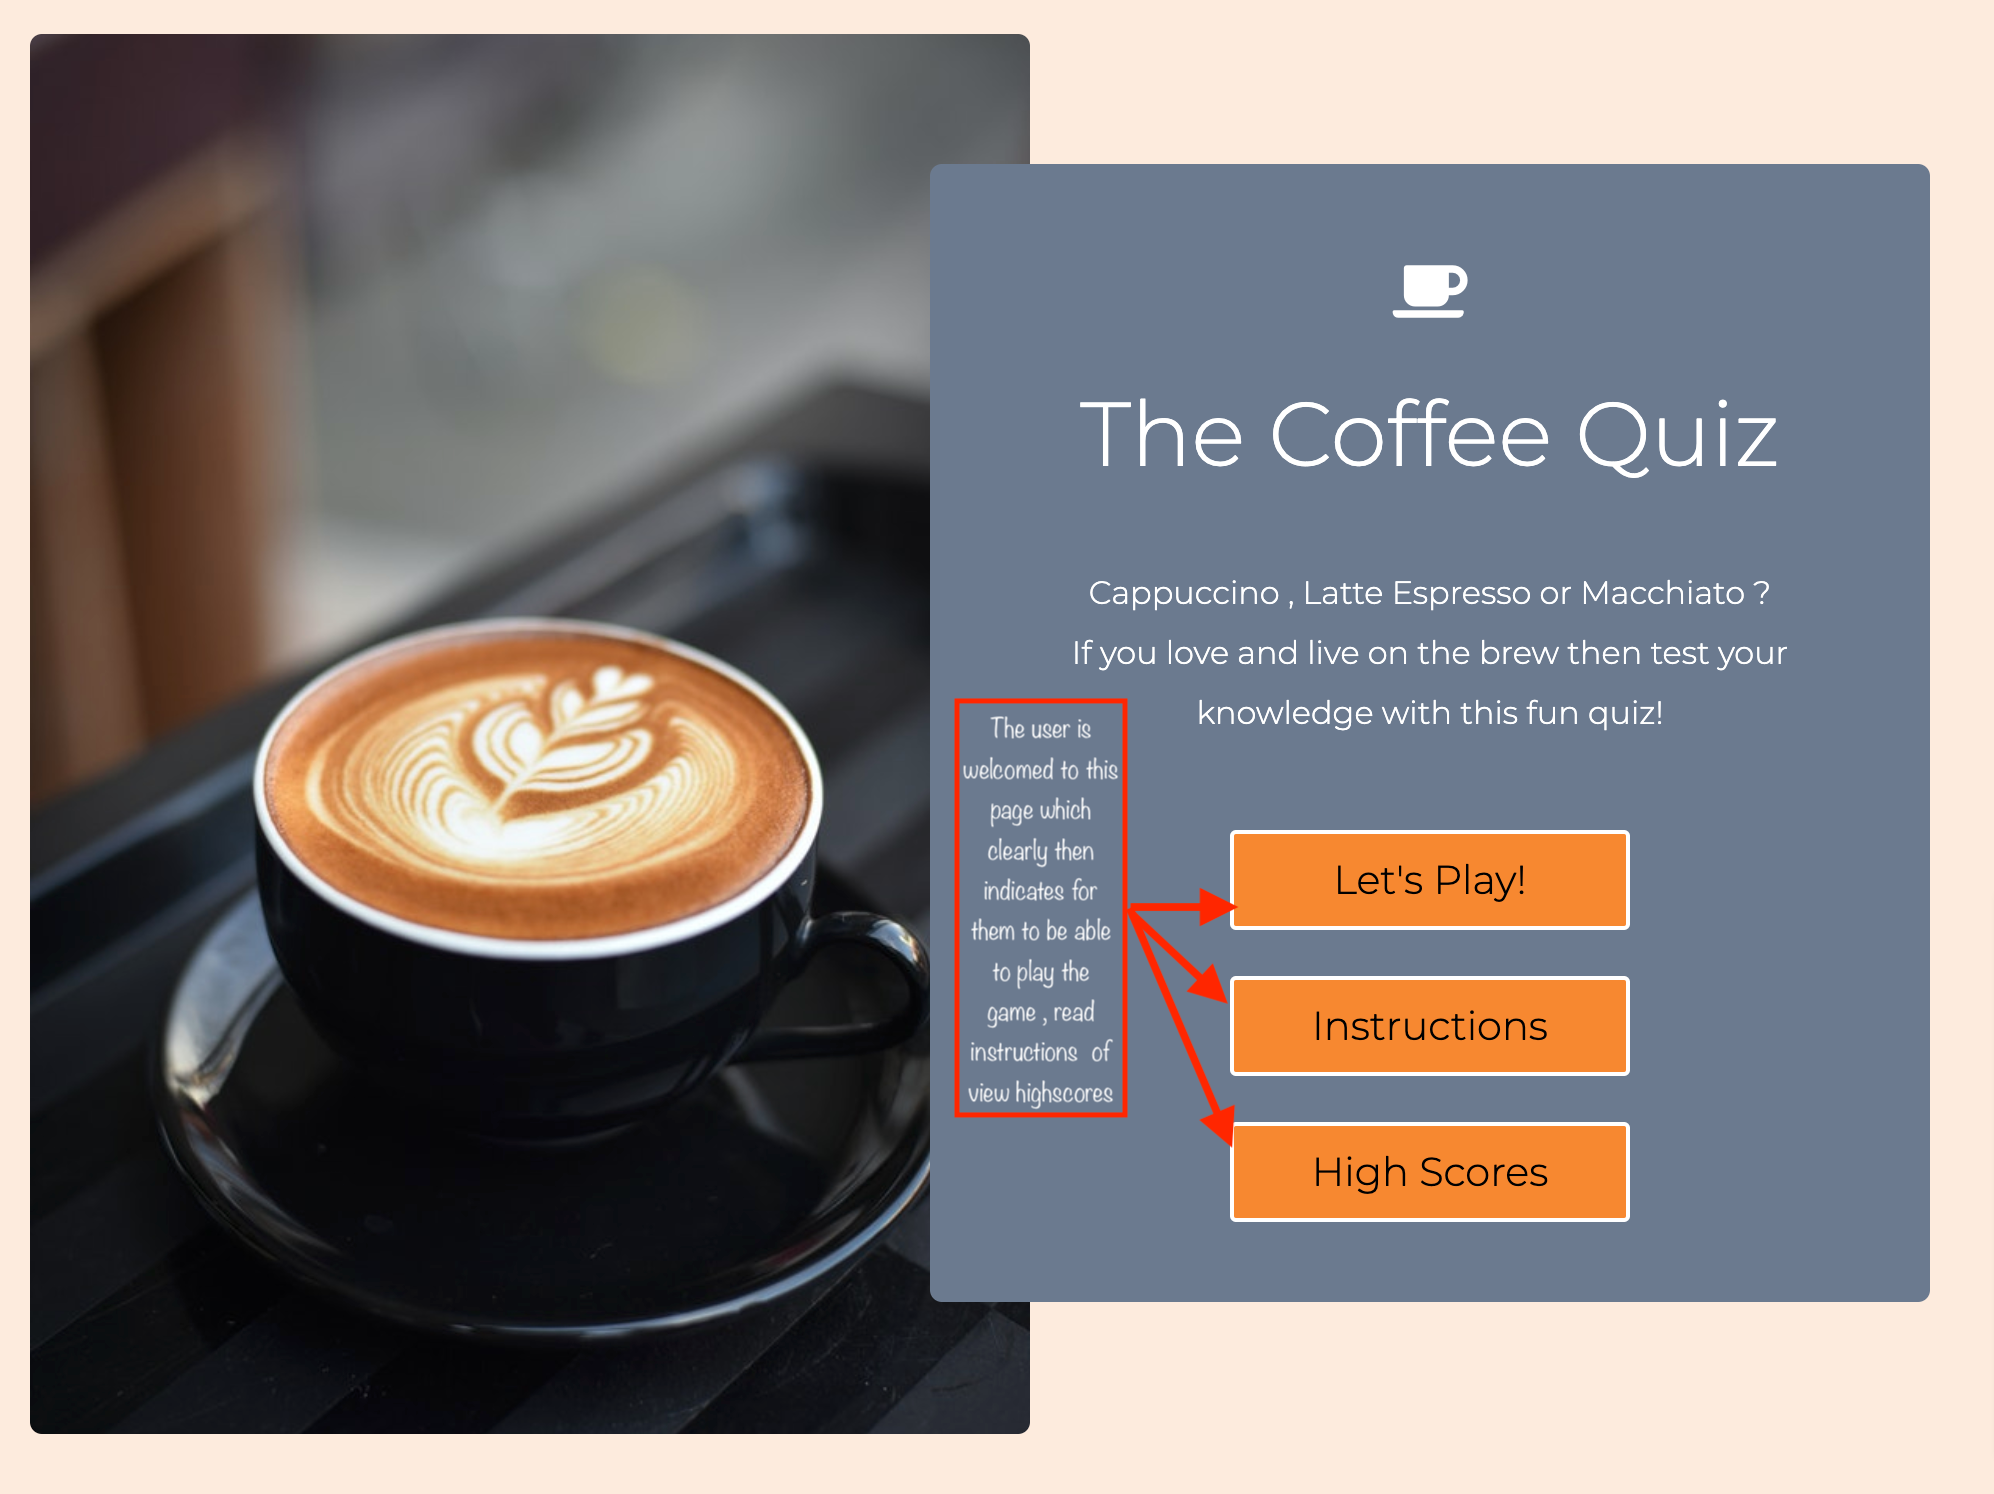 The Coffee Quiz
Cappuccino , Latte Espresso or Macchiato ?
If you love and live on the brew then test your
knowledge with this fun quiz!
The user is
welcomed to this
page which
clearly then
indicates for
them to be able
to play the
game , read
instructions of
view highscores
Let's Play!
Instructions
High Scores